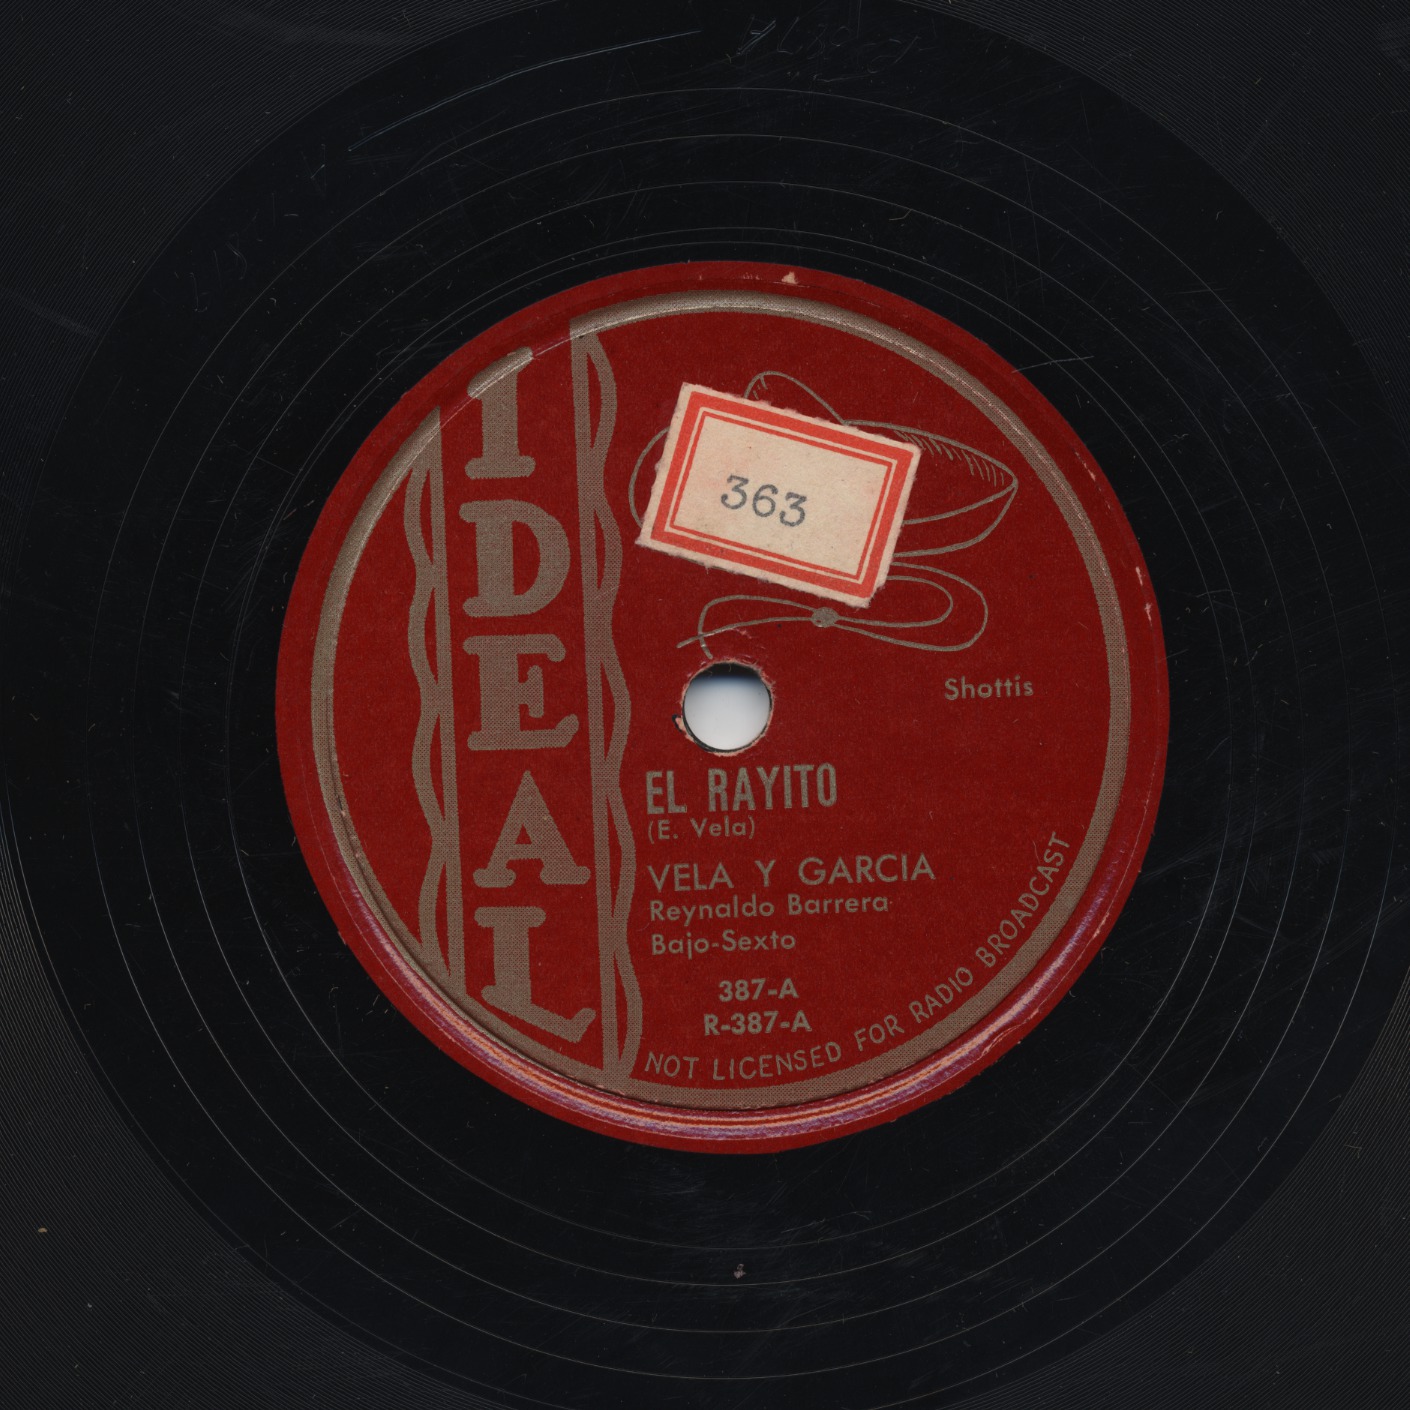 IDEAL
363
Shottis
EL RAYITO
(E. Vela)
VELA Y GARCIA
Reynaldo Barrera
Bajo-Sexto
387-A
R-387-A
NOT LICENSED FOR RADIO BROADCAST